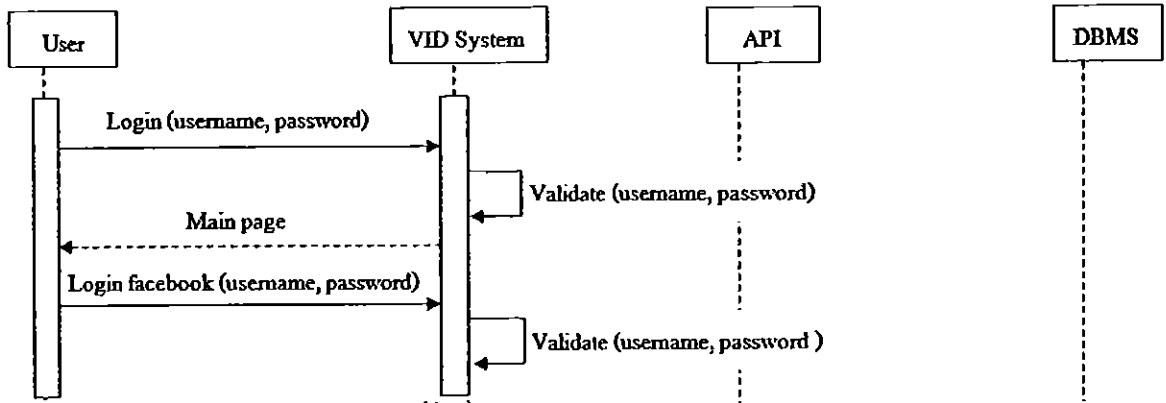 User
VID System
API
DBMS
Login (username, password)
Validate (username, password)
Main page
Login facebook (username, password)
Validate (username, password )